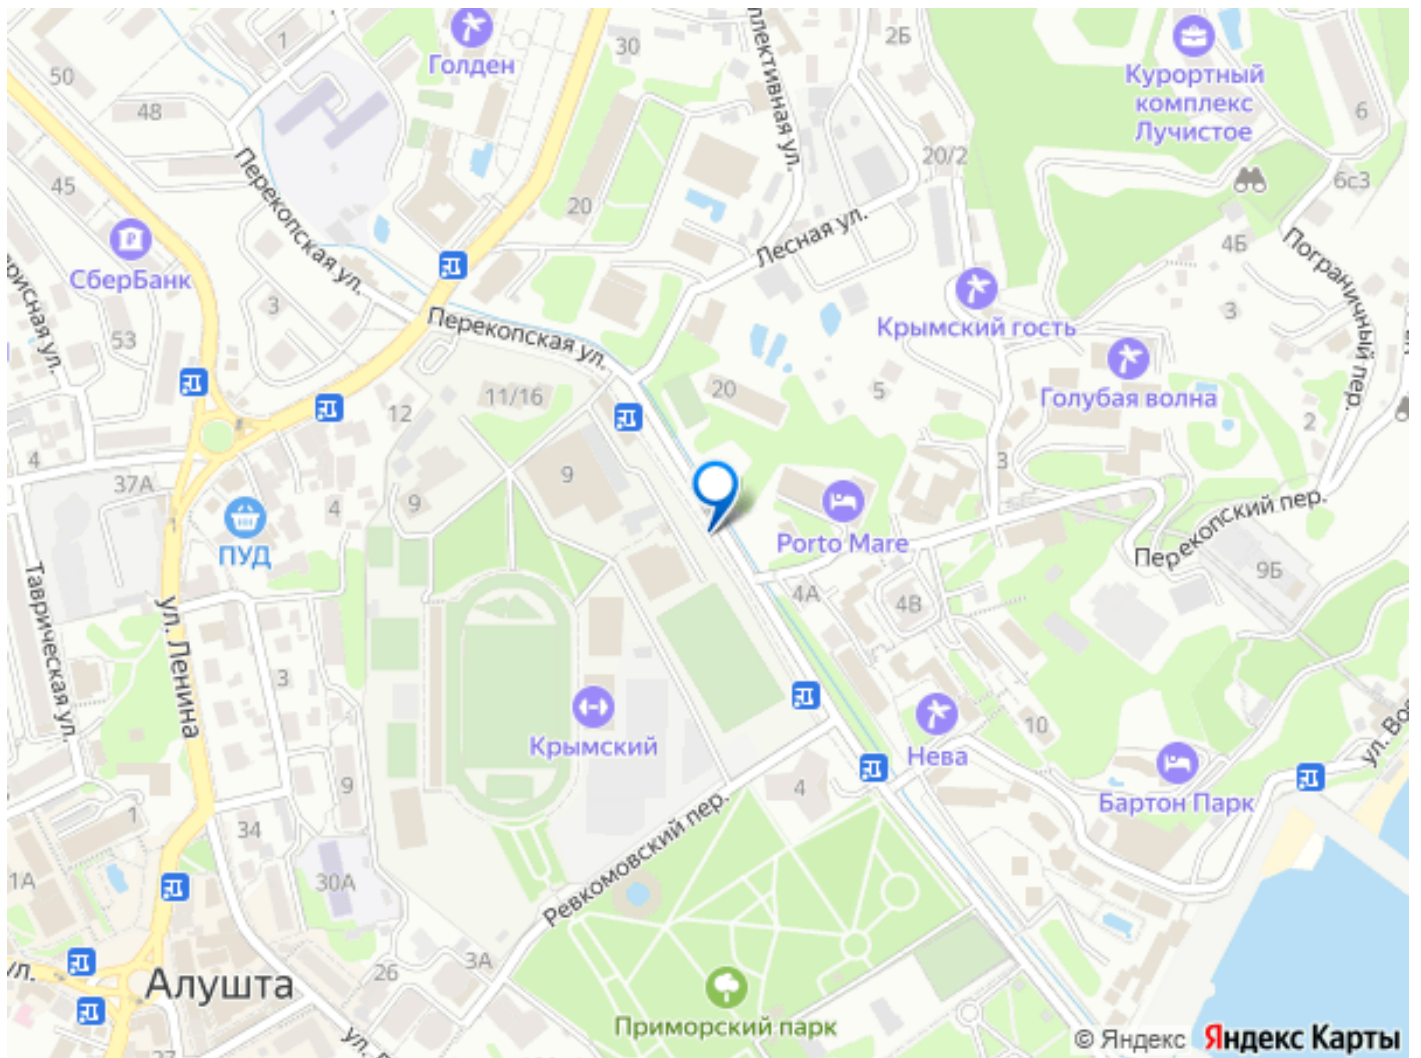 1
Голден
30
2Б
Курортный
комплекс
Лучистое
6
50
48
Перекопская ул.
20/2
6с3
45
20
Лесная ул.
4Б
СберБанк
3
Пограничный пер.
3
53
Перекопская ул.
Крымский гость
Голубая волна
11/16
20
5
12
2
4
37А
9
9
4
3
1
ПУД
Porto Mare
Перекопский пер.
9Б
4А
4В
Таврическая ул.
ул. Ленина
3
Крымский
Нева
10
Бартон Парк
9
4
1
34
1А
30А
Ревкомовский пер.
3А
26
Алушта
Приморский парк
27
© Яндекс Яндекс Карты